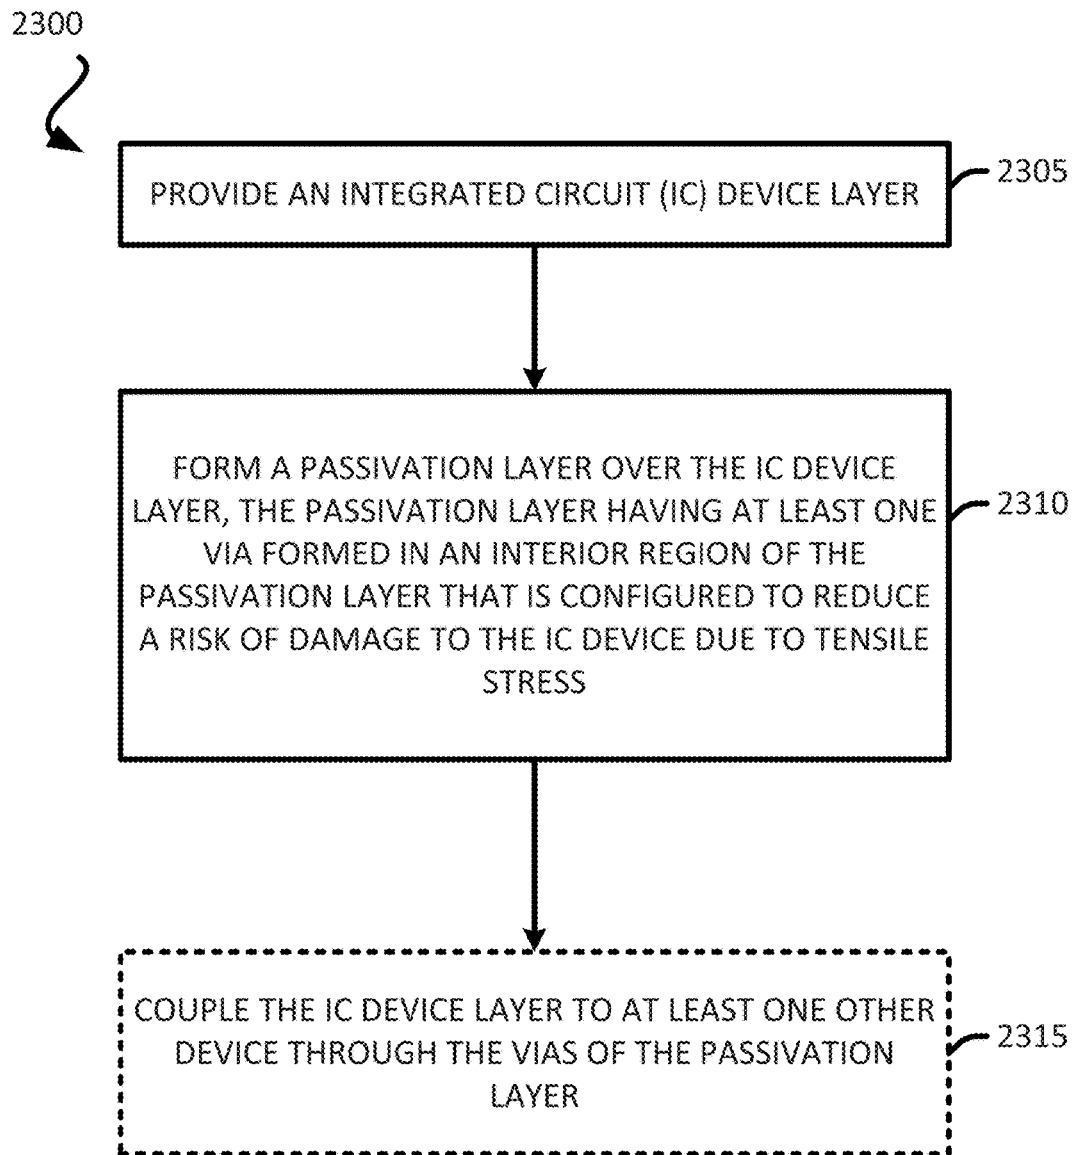 2300
PROVIDE AN INTEGRATED CIRCUIT (IC) DEVICE LAYER
2305
FORM A PASSIVATION LAYER OVER THE IC DEVICE
LAYER, THE PASSIVATION LAYER HAVING AT LEAST ONE
VIA FORMED IN AN INTERIOR REGION OF THE
PASSIVATION LAYER THAT IS CONFIGURED TO REDUCE
A RISK OF DAMAGE TO THE IC DEVICE DUE TO TENSILE
STRESS
2310
COUPLE THE IC DEVICE LAYER TO AT LEAST ONE OTHER
DEVICE THROUGH THE VIAS OF THE PASSIVATION
LAYER
2315